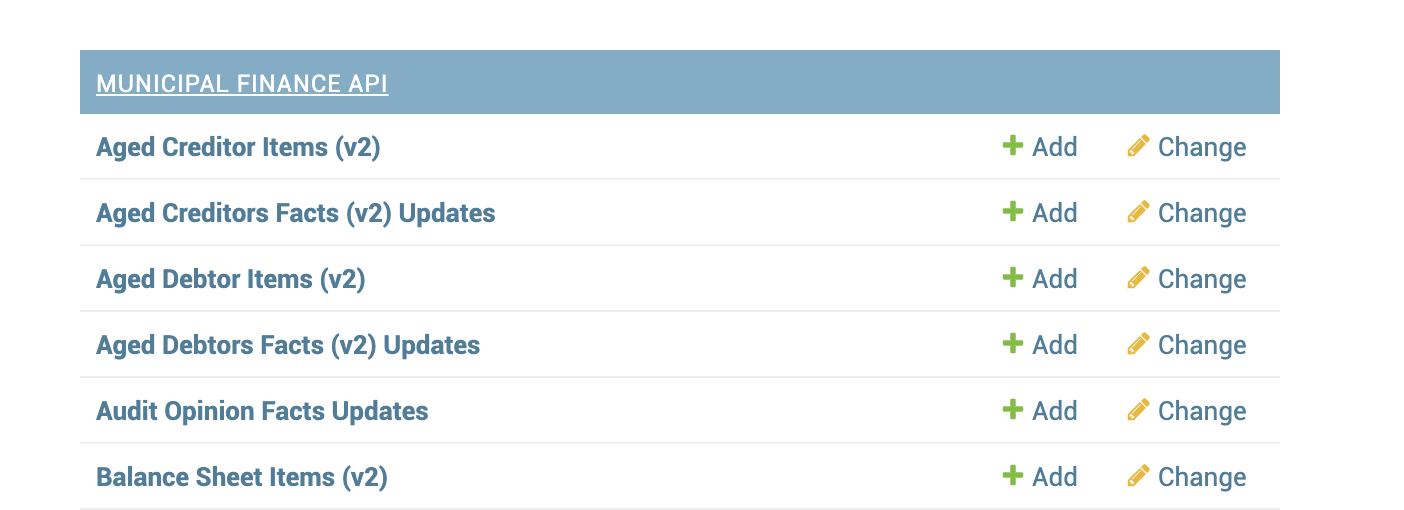 MUNICIPAL FINANCE API
Aged Creditor Items (v2) Add Change
Aged Creditors Facts (v2) Updates Add Change
Aged Debtor Items (v2) Add Change
Aged Debtors Facts (v2) Updates Add Change
Audit Opinion Facts Updates Add Change
Balance Sheet Items (v2) Add Change